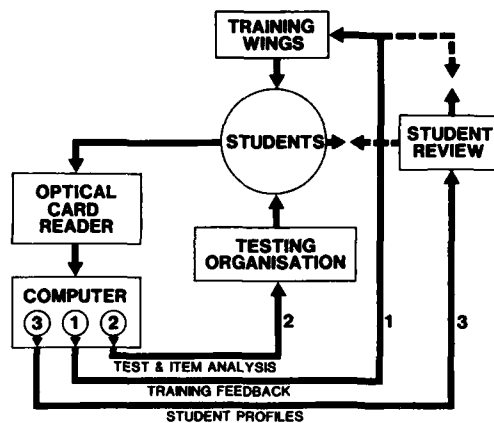 TRAINING
WINGS
STUDENTS
STUDENT
REVIEW
OPTICAL
CARD
READER
TESTING
ORGANISATION
COMPUTER
3 1 2
2
1
3
TEST & ITEM ANALYSIS
TRAINING FEEDBACK
STUDENT PROFILES